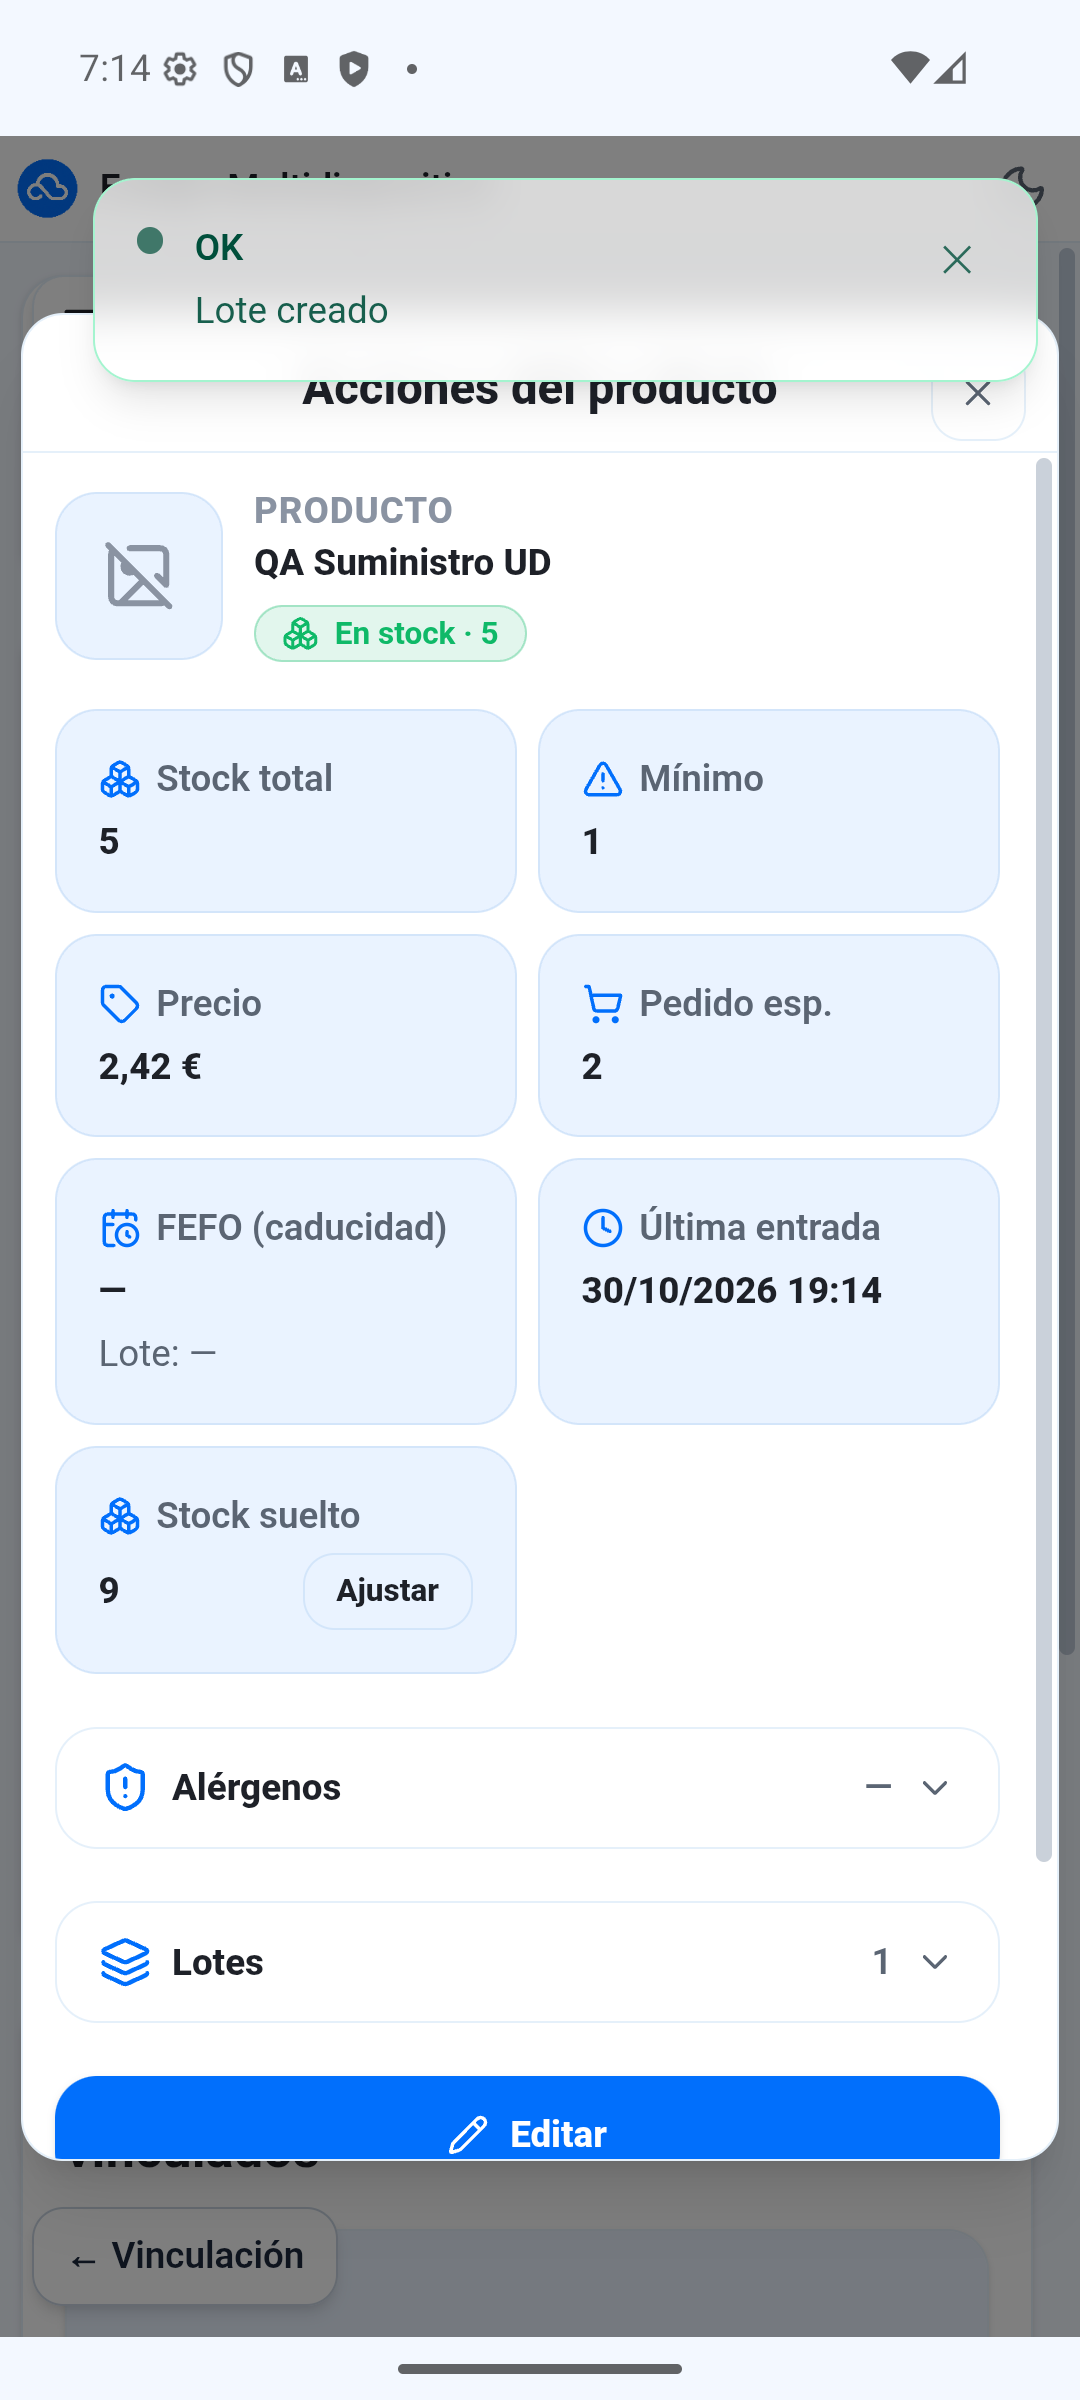 7:14
OK
Lote creado
Acciones del producto
PRODUCTO
QA Suministro UD
En stock · 5
Stock total
5
Mínimo
1
Precio
2,42 €
Pedido esp.
2
FEFO (caducidad)
—
Lote: —
Última entrada
30/10/2026 19:14
Stock suelto
9
Ajustar
Alérgenos
—
Lotes
1
Editar
← Vinculación